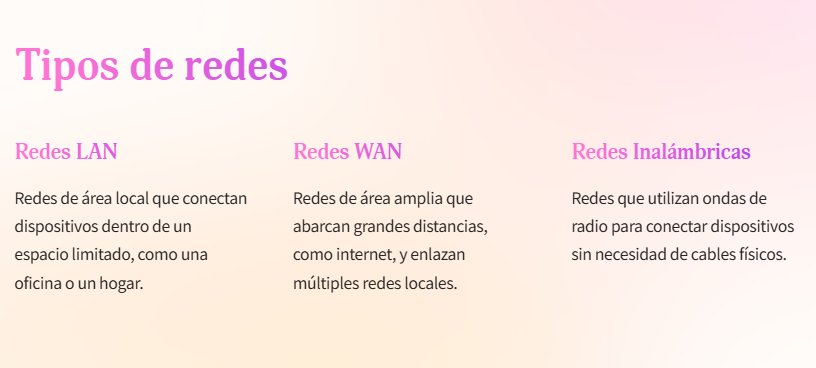 Tipos de redes
Redes LAN
Redes de área local que conectan
dispositivos dentro de un
espacio limitado, como una
oficina o un hogar.
Redes WAN
Redes de área amplia que
abarcan grandes distancias,
como internet, y enlazan
múltiples redes locales.
Redes Inalámbricas
Redes que utilizan ondas de
radio para conectar dispositivos
sin necesidad de cables físicos.